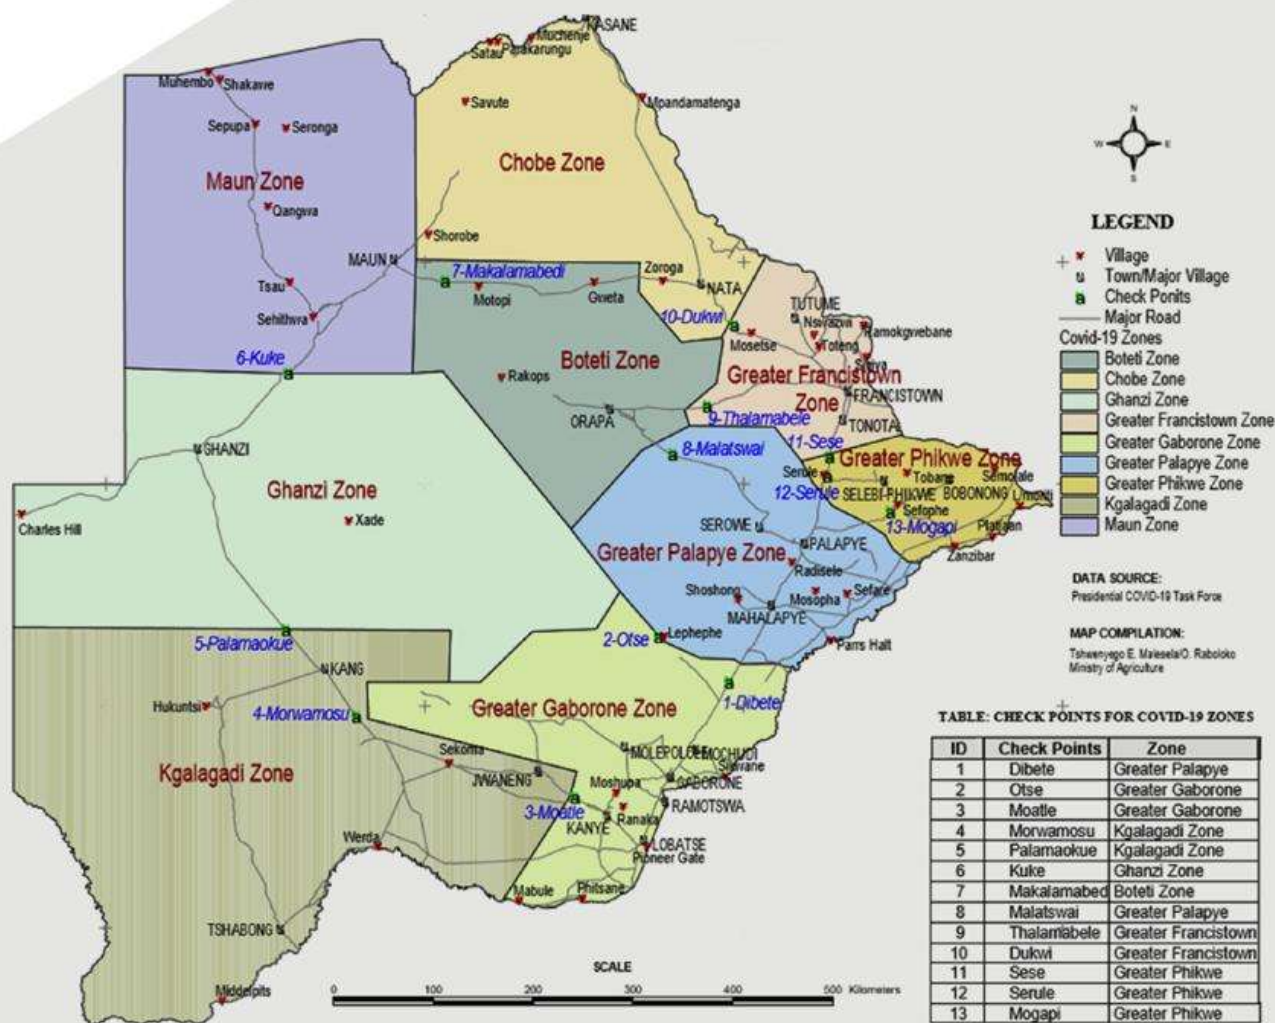 KASANE
Muchenje
Satau
Parakarungu
Muhembo
Shakawe
Savute
Mpandamatenga
Sepupa
Seronga
Chobe Zone
Maun Zone
Qangwa
Shorobe
MAUN
7-Makalamabedi
Zoroga
Tsau
Motopi
Gweta
NATA
Sehithwa
10-Dukwi
TUTUME
Ramokgwebane
Mosetse
Toteng
6-Kuke
Boteti Zone
Rakops
Greater Francistown
Zone
FRANCISTOWN
ORAPA
9-Thalamabele
TONOTA
11-Sese
GHANZI
8-Malatswai
Greater Phikwe Zone
Serule
Semolale
12-Serule
SELEBI-PHIKWE
BOBONONG
Ghanzi Zone
Sefophe
Charles Hill
Xade
SEROWE
13-Mogapi
Platjaan
PALAPYE
Zanzibar
Greater Palapye Zone
Radisele
Shoshong
Mosopha
Sefare
MAHALAPYE
5-Palamaokue
2-Otse
Lephephe
Parrs Halt
KANG
1-Dibete
Hukuntsi
4-Morwamosu
Greater Gaborone Zone
Sekoma
MOLEPOLOLE
MOCHUDI
Kgalagadi Zone
JWANENG
Moshupa
GABORONE
3-Moatle
RAMOTSWA
KANYE
Ranaka
Werda
LOBATSE
Pioneer Gate
Mabule
Phitsane
TSHABONG
Middelpits
N
W
E
S
LEGEND
Village
Town/Major Village
Check Ponits
Major Road
Covid-19 Zones
Boteti Zone
Chobe Zone
Ghanzi Zone
Greater Francistown Zone
Greater Gaborone Zone
Greater Palapye Zone
Greater Phikwe Zone
Kgalagadi Zone
Maun Zone
DATA SOURCE:
Presidential COVID-19 Task Force
MAP COMPILATION:
Tshwenyego E. Malesela/O. Raboloko
Ministry of Agriculture
SCALE
0 100 200 300 400 500 Kilometers
TABLE: CHECK POINTS FOR COVID-19 ZONES
ID Check Points Zone
1 Dibete Greater Palapye
2 Otse Greater Gaborone
3 Moatle Greater Gaborone
4 Morwamosu Kgalagadi Zone
5 Palamaokue Kgalagadi Zone
6 Kuke Ghanzi Zone
7 Makalamabed Boteti Zone
8 Malatswai Greater Palapye
9 Thalamabele Greater Francistown
10 Dukwi Greater Francistown
11 Sese Greater Phikwe
12 Serule Greater Phikwe
13 Mogapi Greater Phikwe